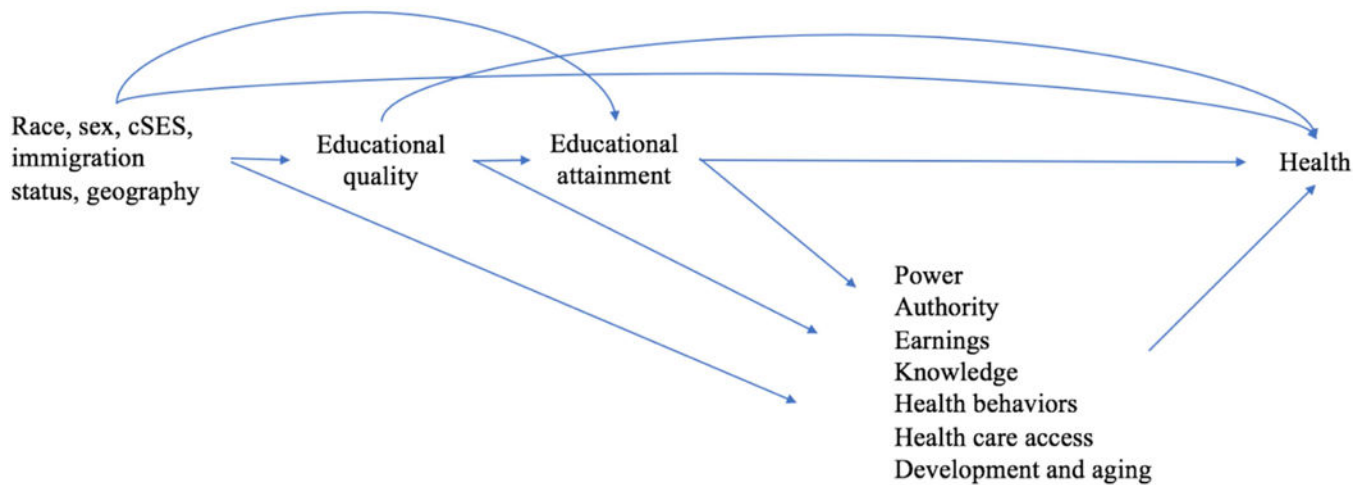 Race, sex, cSES,
immigration
status, geography
Educational
quality
Educational
attainment
Health
Power
Authority
Earnings
Knowledge
Health behaviors
Health care access
Development and aging